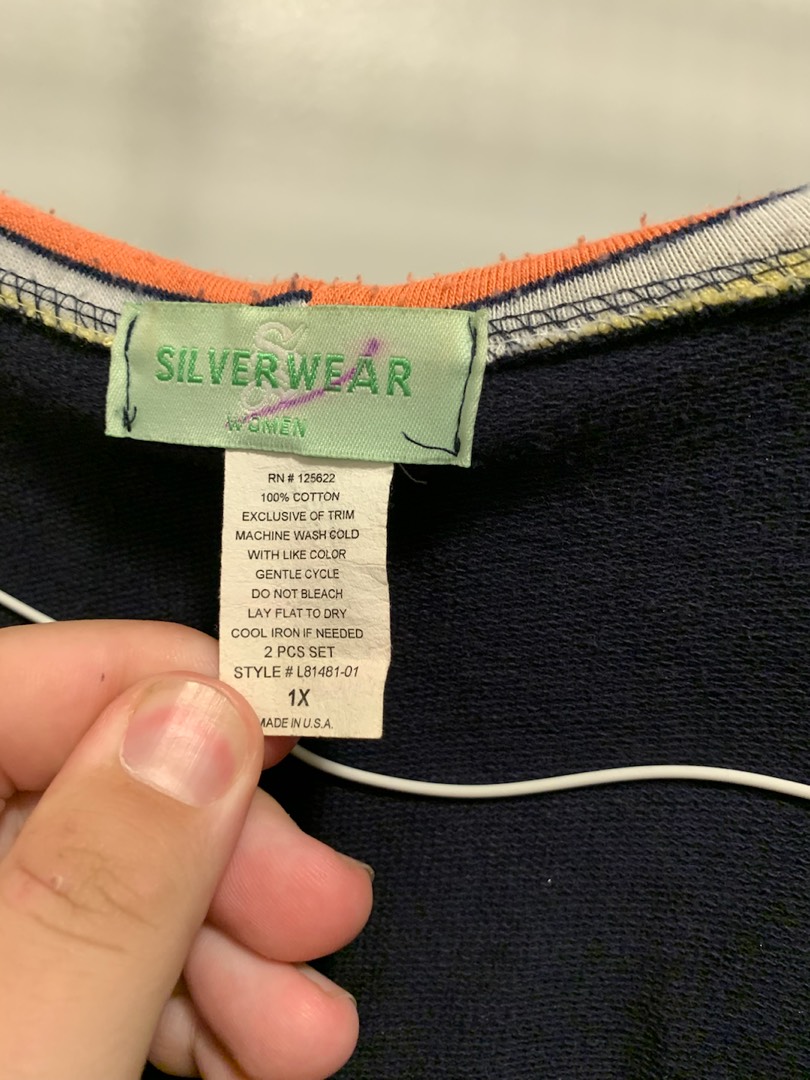 SILVERWEAR
WOMEN
RN # 125622
100% COTTON
EXCLUSIVE OF TRIM
MACHINE WASH COLD
WITH LIKE COLOR
GENTLE CYCLE
DO NOT BLEACH
LAY FLAT TO DRY
COOL IRON IF NEEDED
2 PCS SET
STYLE # L81481-01
1X
MADE IN U.S.A.